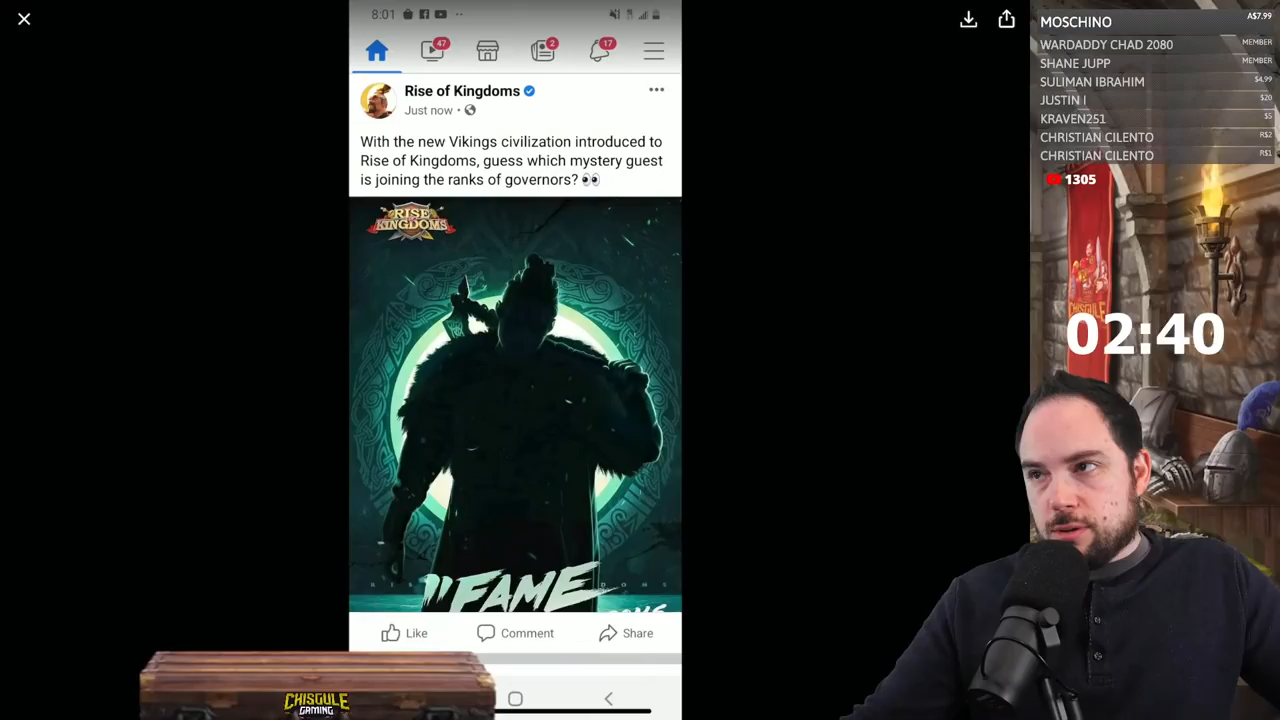 8:01
47
2
17
Rise of Kingdoms
Just now
With the new Vikings civilization introduced to
Rise of Kingdoms, guess which mystery guest
is joining the ranks of governors? 👀
RISE
OF
KINGDOMS
"FAME
Like
Comment
Share
CHISGULE
GAMING
MOSCHINO A$7.99
WARDADDY CHAD 2080 MEMBER
SHANE JUPP MEMBER
SULIMAN IBRAHIM $4.99
JUSTIN I $20
KRAVEN251 $5
CHRISTIAN CILENTO R$2
CHRISTIAN CILENTO R$1
1305
CHISGULE
02:40